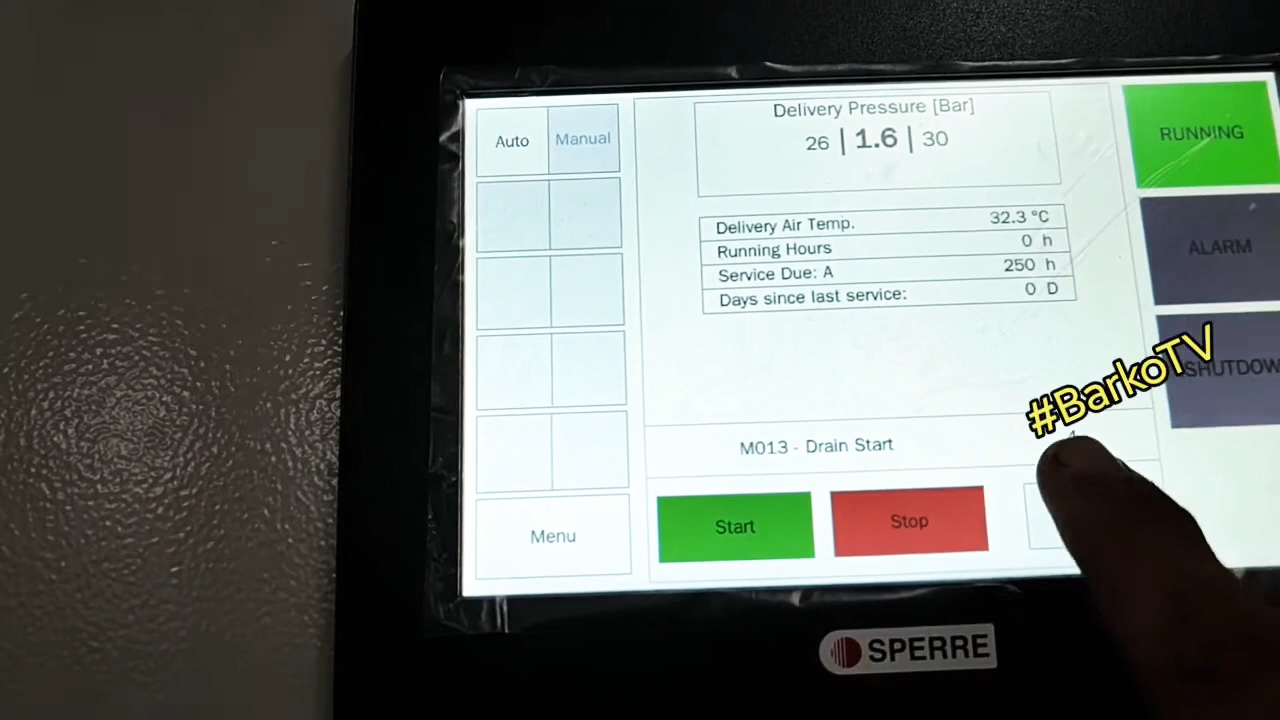 Auto Manual
Delivery Pressure [Bar]
26 | 1.6 | 30
RUNNING
Delivery Air Temp. 32.3 °C
Running Hours 0 h
Service Due: A 250 h
Days since last service: 0 D
ALARM
SHUTDOW
#BarkoTV
M013 - Drain Start
Menu
Start
Stop
SPERRE